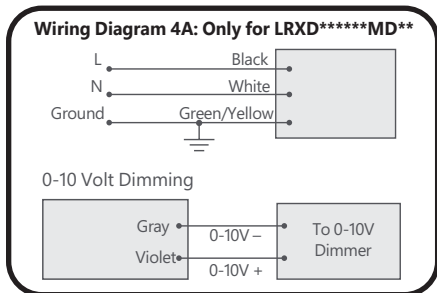 Wiring Diagram 4A: Only for LRXD******MD**
L Black
N White
Ground Green/Yellow
0-10 Volt Dimming
Gray 0-10V – To 0-10V
Violet 0-10V + Dimmer